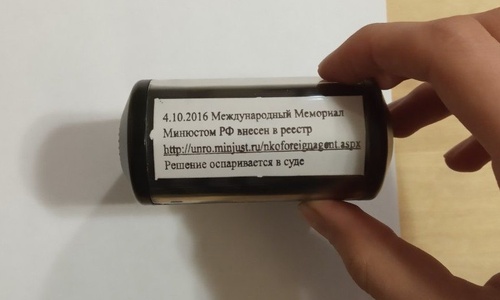 4.10.2016 Международный Мемориал
Минюстом РФ внесен в реестр
http://unro.minjust.ru/nkoforeignagent.aspx
Решение оспаривается в суде